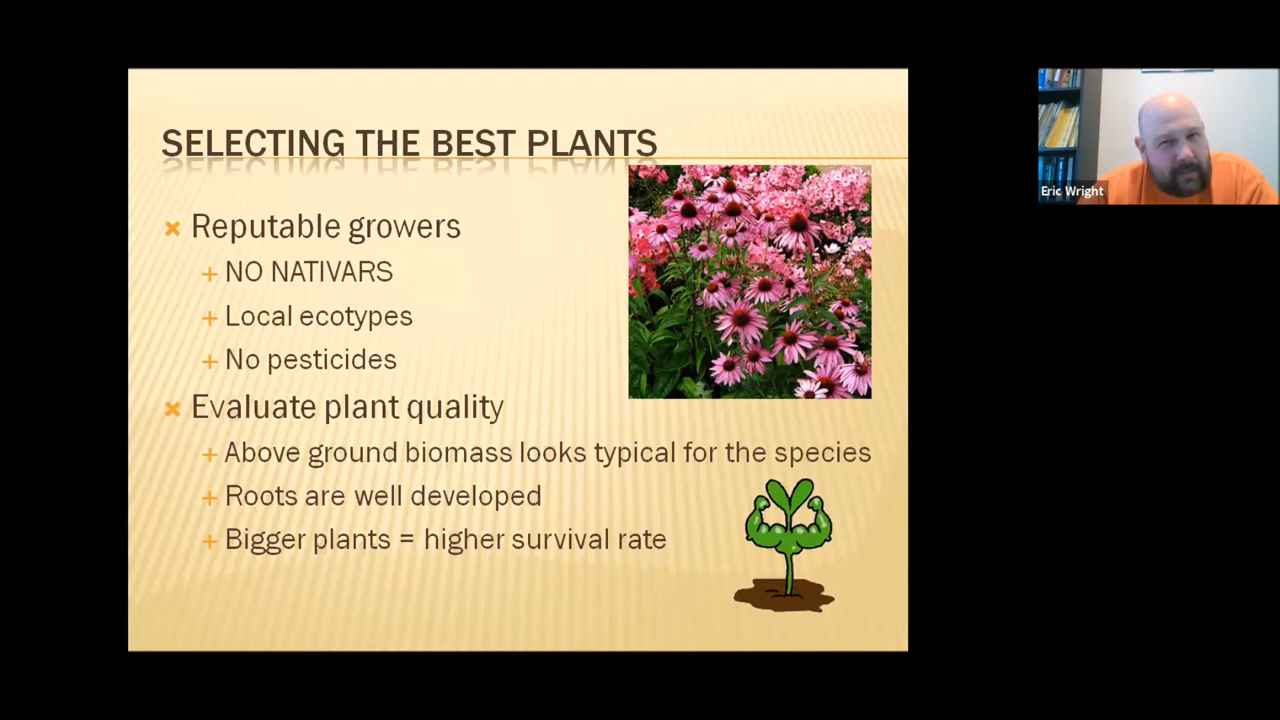 SELECTING THE BEST PLANTS
Reputable growers
NO NATIVARS
Local ecotypes
No pesticides
Evaluate plant quality
Above ground biomass looks typical for the species
Roots are well developed
Bigger plants = higher survival rate
Eric Wright